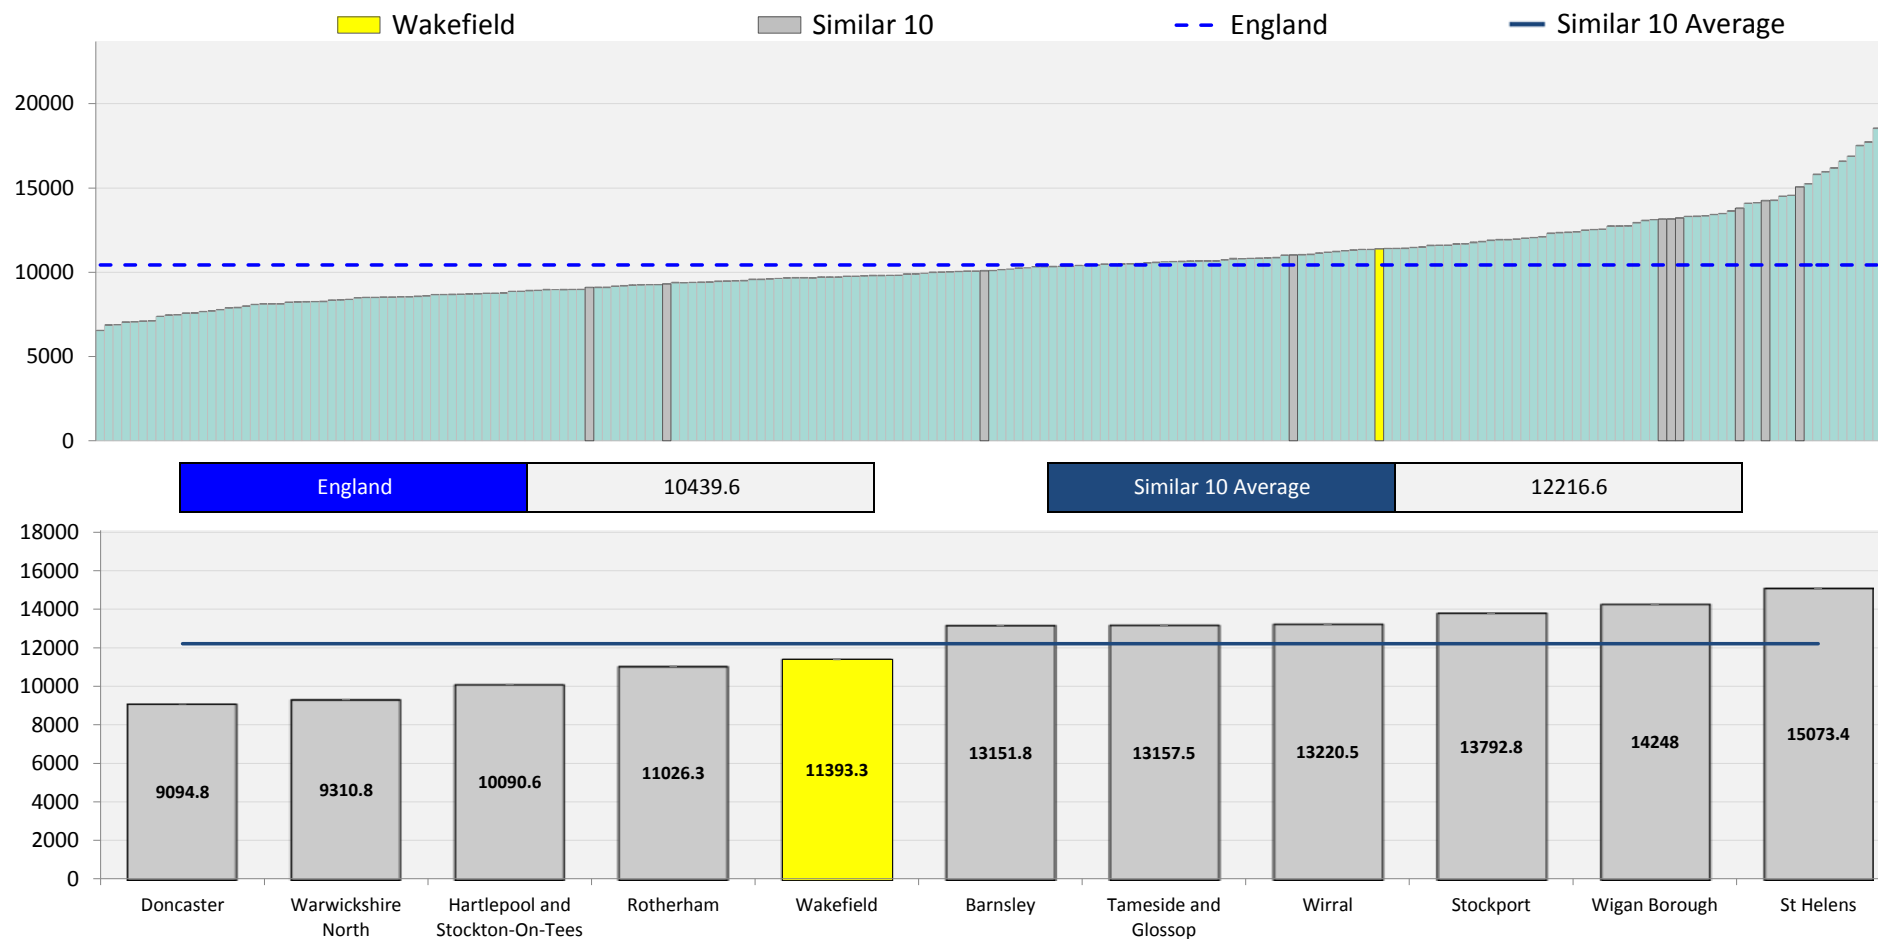 Wakefield
Similar 10
England
Similar 10 Average
20000
15000
10000
5000
0
England
10439.6
Similar 10 Average
12216.6
18000
16000
14000
12000
10000
8000
6000
4000
2000
0
9094.8
9310.8
10090.6
11026.3
11393.3
13151.8
13157.5
13220.5
13792.8
14248
15073.4
Doncaster
Warwickshire
North
Hartlepool and
Stockton-On-Tees
Rotherham
Wakefield
Barnsley
Tameside and
Glossop
Wirral
Stockport
Wigan Borough
St Helens